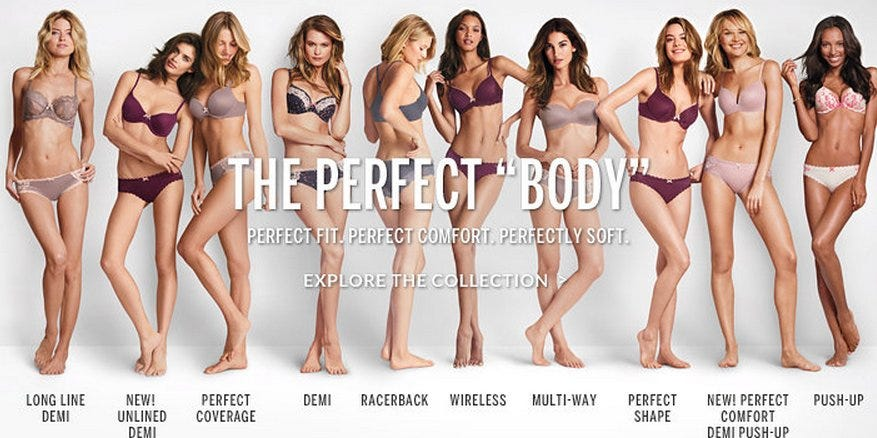 THE PERFECT “BODY”
PERFECT FIT. PERFECT COMFORT. PERFECTLY SOFT.
EXPLORE THE COLLECTION >
LONG LINE
DEMI
NEW!
UNLINED
DEMI
PERFECT
COVERAGE
DEMI
RACERBACK
WIRELESS
MULTI-WAY
PERFECT
SHAPE
NEW! PERFECT
COMFORT
DEMI PUSH-UP
PUSH-UP